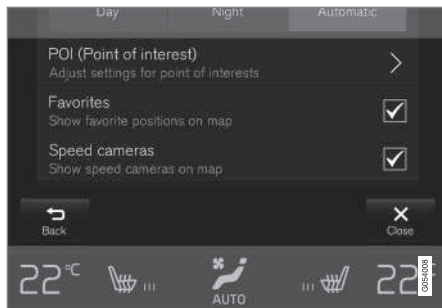 Day Night Automatic
POI (Point of interest)
Adjust settings for point of interests
Favorites
Show favorite positions on map
Speed cameras
Show speed cameras on map
Back Close
22°C AUTO 22°
G054008